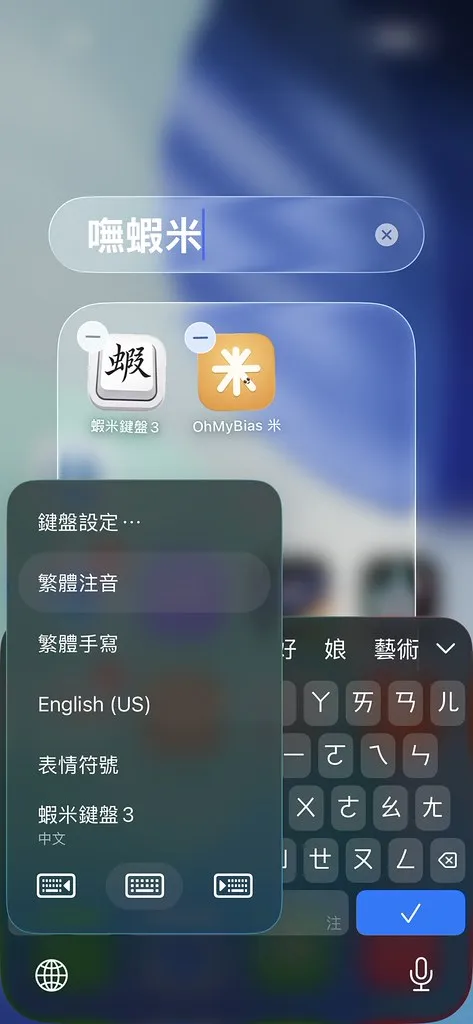 嘸蝦米
蝦
米
蝦米鍵盤3
OhMyBias 米
鍵盤設定…
繁體注音
繁體手寫
English (US)
表情符號
蝦米鍵盤3
中文
好 娘 藝術
ㄚ ㄞ ㄢ ㄦ
ㄧ ㄛ ㄟ ㄣ
ㄨ ㄜ ㄠ ㄤ
ㄝ ㄡ ㄥ
注